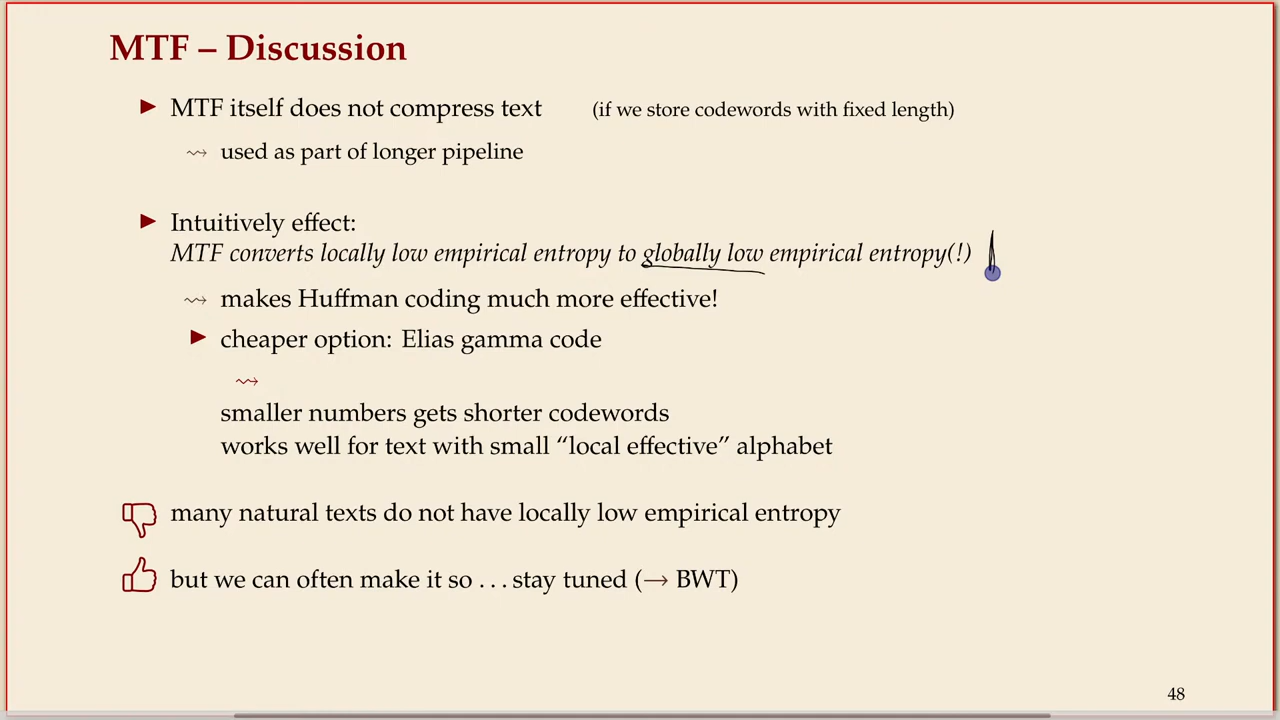 MTF – Discussion
▶ MTF itself does not compress text (if we store codewords with fixed length)
⇝ used as part of longer pipeline
▶ Intuitively effect:
MTF converts locally low empirical entropy to globally low empirical entropy(!)
⇝ makes Huffman coding much more effective!
▶ cheaper option: Elias gamma code
⇝
smaller numbers gets shorter codewords
works well for text with small “local effective” alphabet
many natural texts do not have locally low empirical entropy
but we can often make it so . . . stay tuned (→ BWT)
48